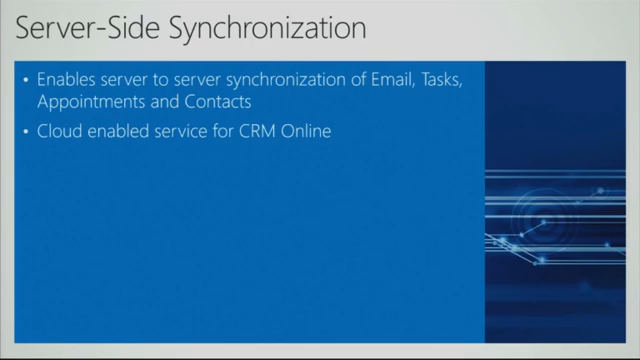 Server-Side Synchronization
• Enables server to server synchronization of Email, Tasks,
Appointments and Contacts
• Cloud enabled service for CRM Online